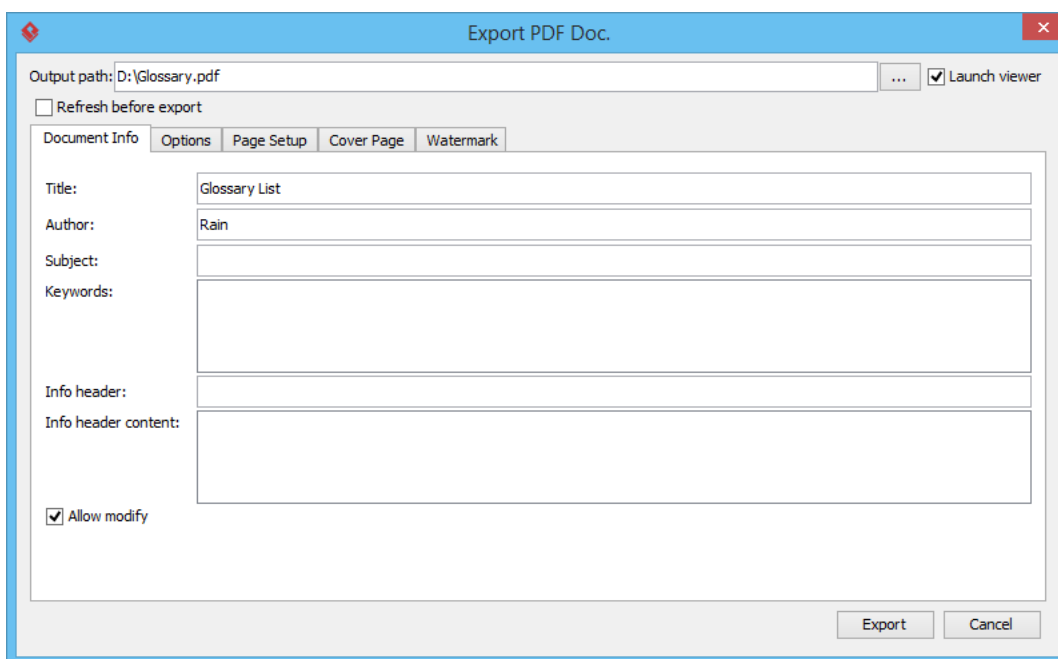 Export PDF Doc.
Output path: D:\Glossary.pdf ... Launch viewer
Refresh before export
Document Info Options Page Setup Cover Page Watermark
Title: Glossary List
Author: Rain
Subject:
Keywords:
Info header:
Info header content:
Allow modify
Export Cancel